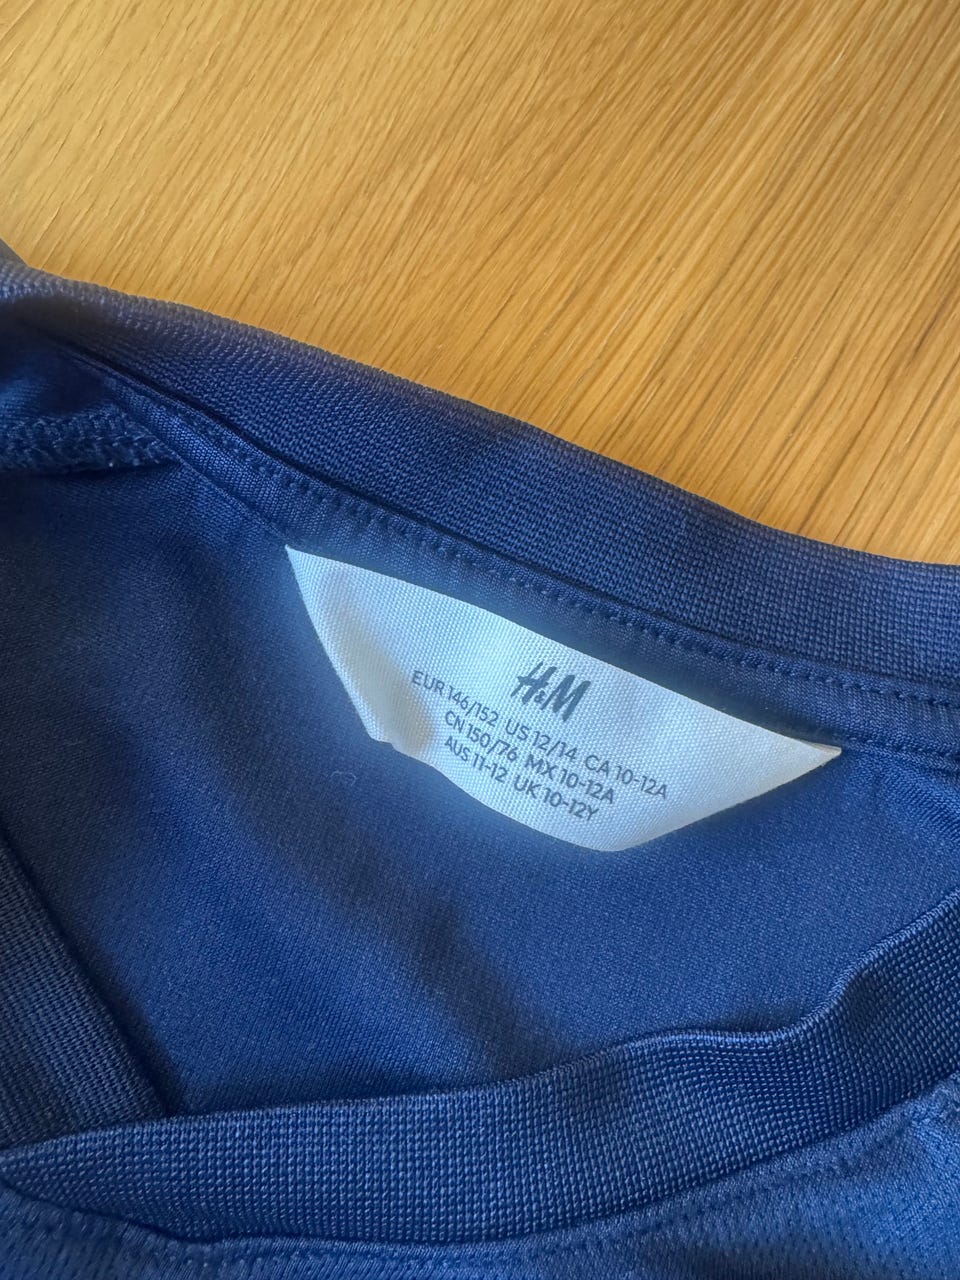 H&M
EUR 146/152 US 12/14 CA 10-12A
CN 150/76 MX 10-12A
AUS 11-12 UK 10-12Y